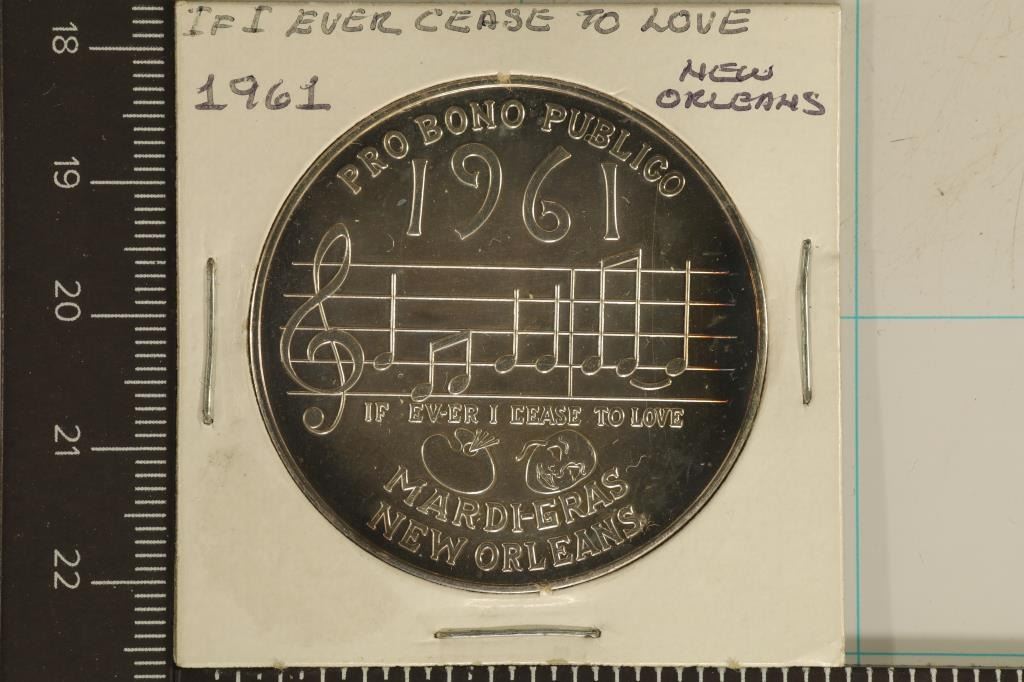 IF I EVER CEASE TO LOVE
1961
NEW
ORLEANS
PRO BONO PUBLICO
1961
IF EV-ER I CEASE TO LOVE
MARDI-GRAS
NEW ORLEANS
18
19
20
21
22